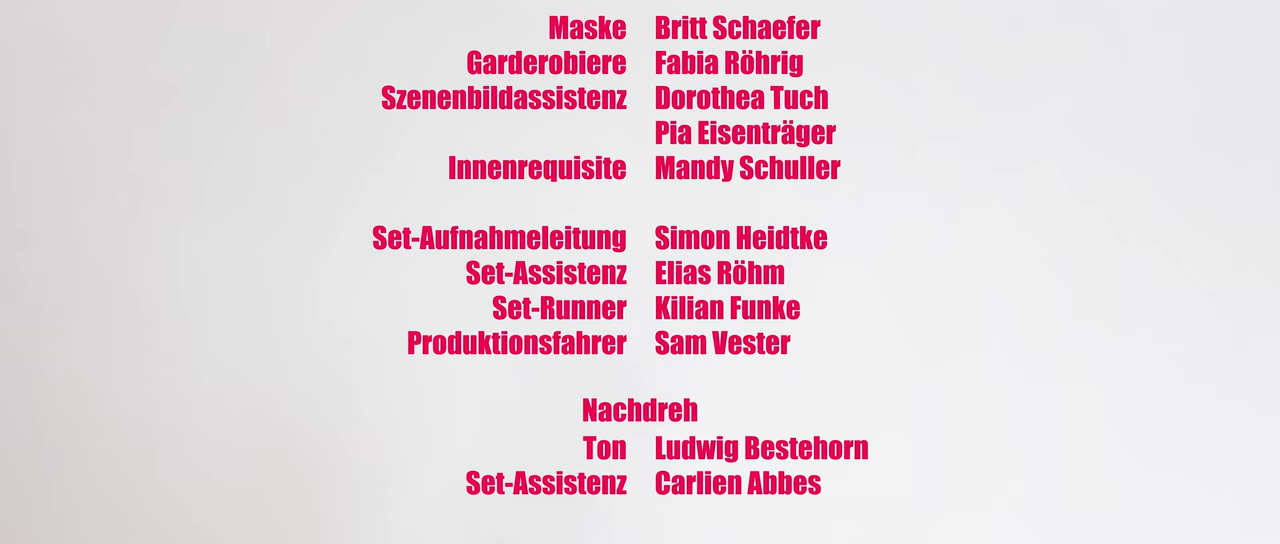 Maske Britt Schaefer
Garderobiere Fabia Röhrig
Szenenbildassistenz Dorothea Tuch
Pia Eisenträger
Innenrequisite Mandy Schuller
Set-Aufnahmeleitung Simon Heidtke
Set-Assistenz Elias Röhm
Set-Runner Kilian Funke
Produktionsfahrer Sam Vester
Nachdreh
Ton Ludwig Bestehorn
Set-Assistenz Carlien Abbes